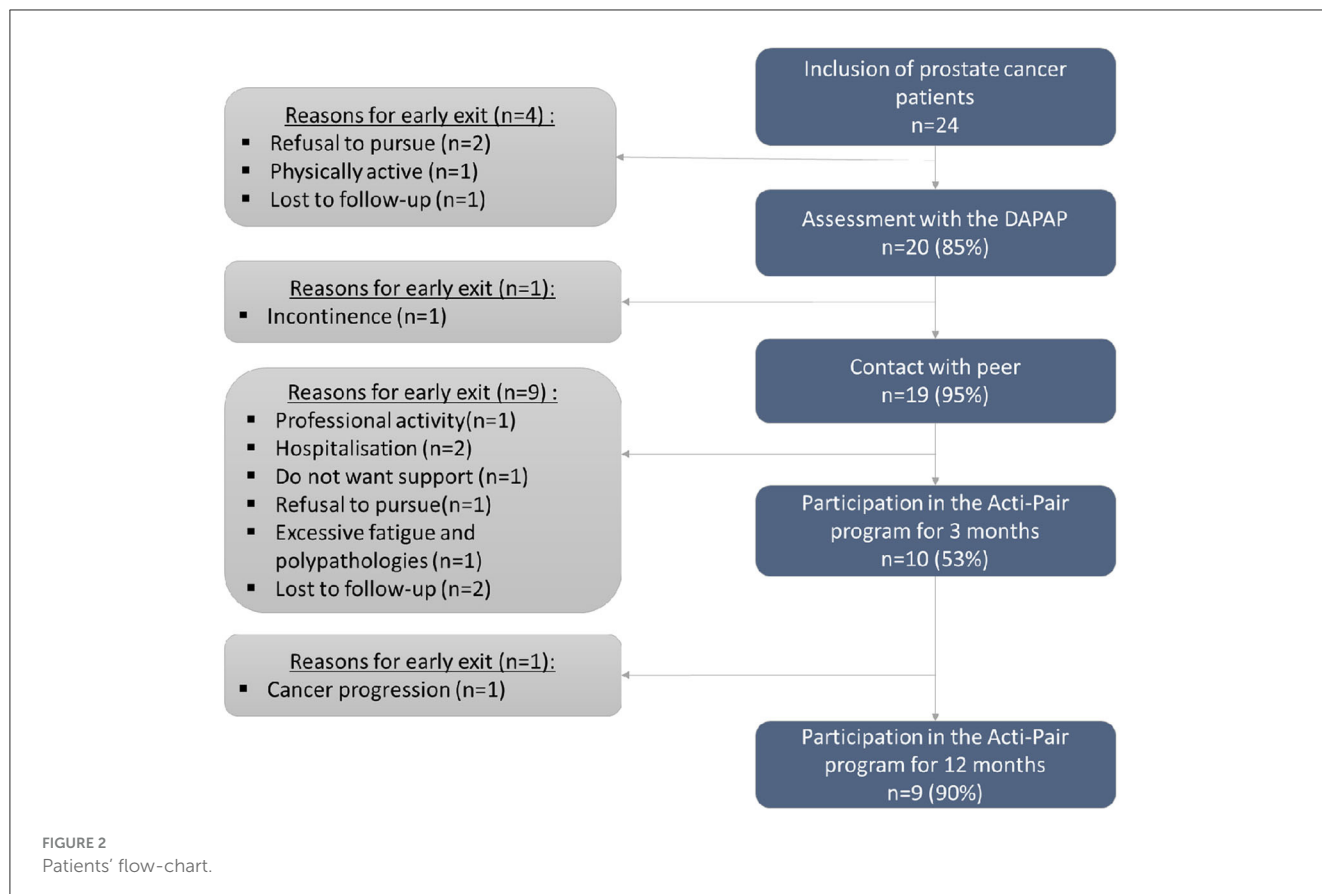 Inclusion of prostate cancer
patients
n=24
Reasons for early exit (n=4) :
▪ Refusal to pursue (n=2)
▪ Physically active (n=1)
▪ Lost to follow-up (n=1)
Assessment with the DAPAP
n=20 (85%)
Reasons for early exit (n=1):
▪ Incontinence (n=1)
Contact with peer
n=19 (95%)
Reasons for early exit (n=9) :
▪ Professional activity(n=1)
▪ Hospitalisation (n=2)
▪ Do not want support (n=1)
▪ Refusal to pursue(n=1)
▪ Excessive fatigue and
polypathologies (n=1)
▪ Lost to follow-up (n=2)
Participation in the Acti-Pair
program for 3 months
n=10 (53%)
Reasons for early exit (n=1):
▪ Cancer progression (n=1)
Participation in the Acti-Pair
program for 12 months
n=9 (90%)
FIGURE 2
Patients’ flow-chart.